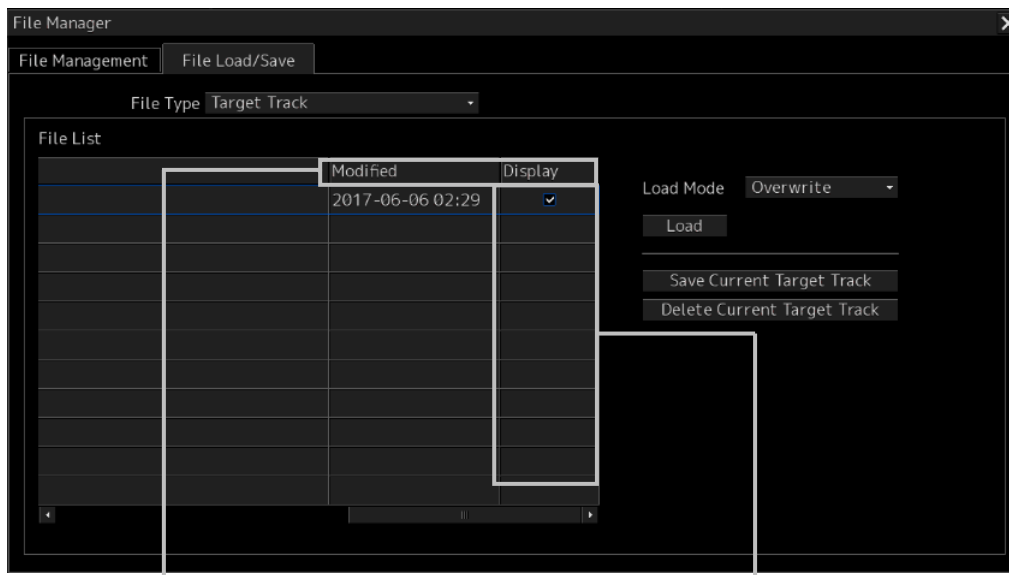 File Manager
File Management File Load/Save
File Type Target Track
File List
Modified Display
2017-06-06 02:29
Load Mode Overwrite
Load
Save Current Target Track
Delete Current Target Track